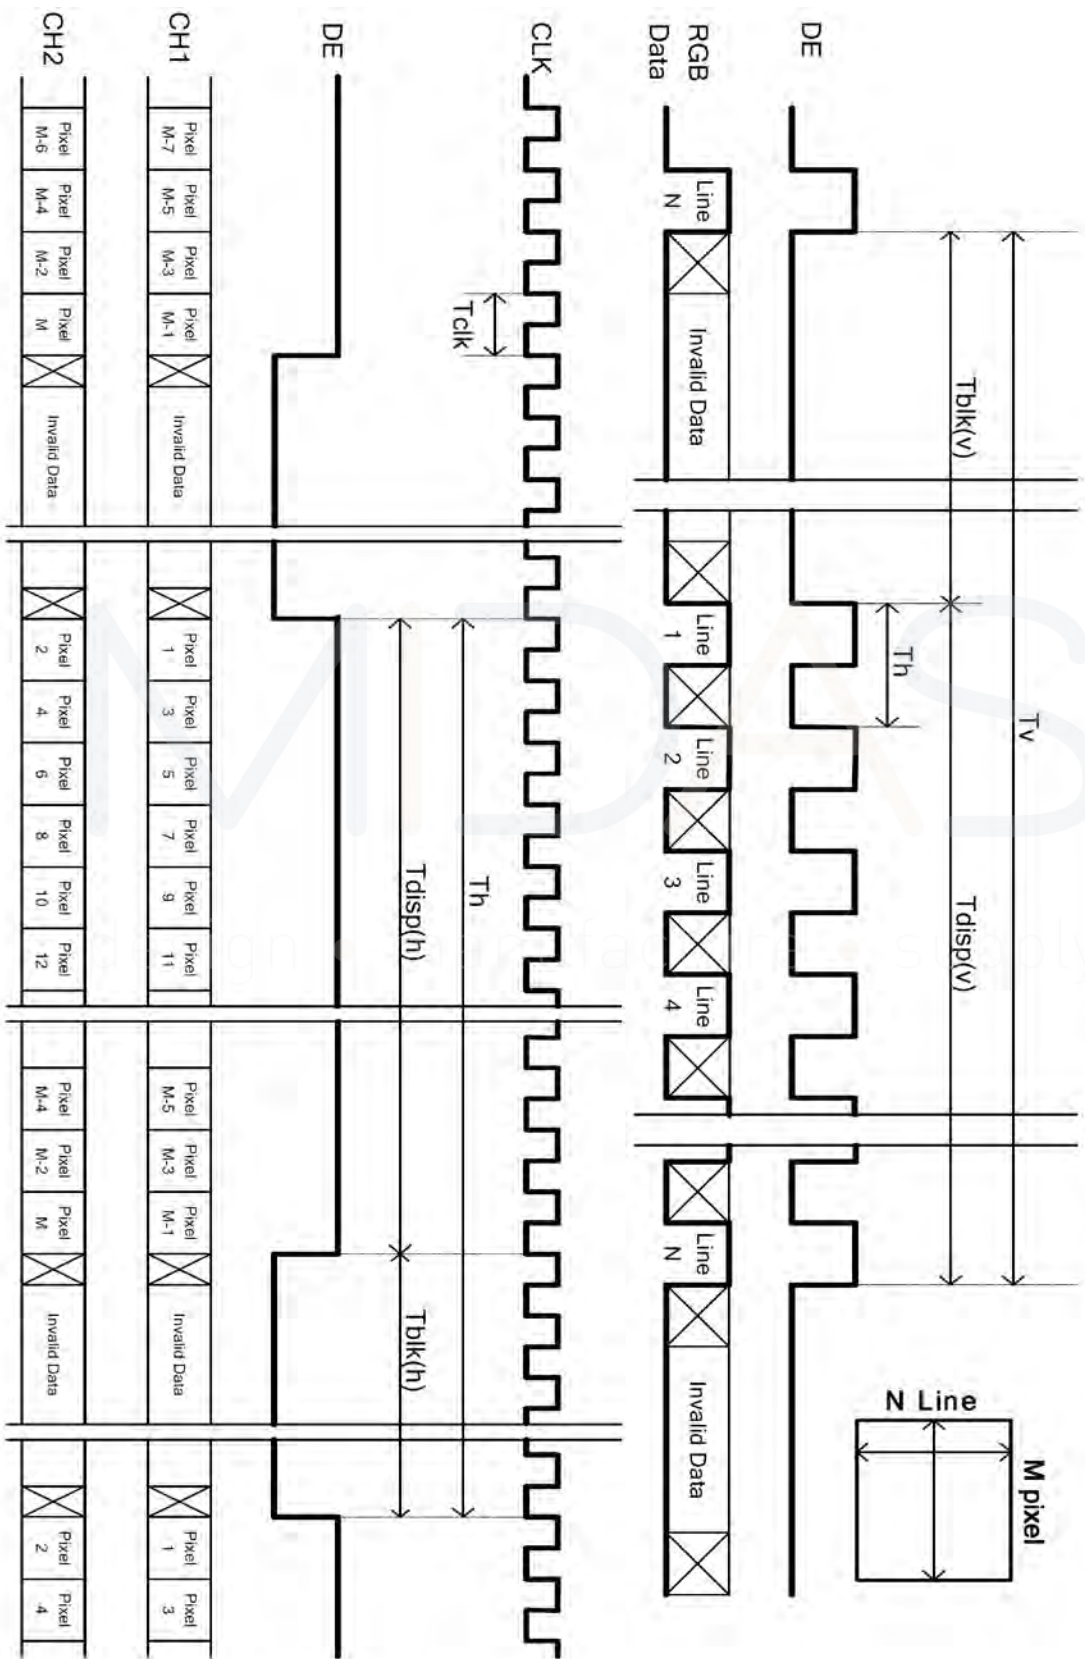 M pixel
N Line
Tv
Tblk(v)
Tdisp(v)
Th
DE
RGB
Data
Line
N
Invalid Data
Line
1
Line
2
Line
3
Line
4
Line
N
Invalid Data
CLK
Tclk
Th
Tdisp(h)
Tblk(h)
DE
CH1
Pixel
M-7
Pixel
M-5
Pixel
M-3
Pixel
M-1
Invalid Data
Pixel
1
Pixel
3
Pixel
5
Pixel
7
Pixel
9
Pixel
11
Pixel
M-5
Pixel
M-3
Pixel
M-1
Invalid Data
Pixel
1
Pixel
3
CH2
Pixel
M-6
Pixel
M-4
Pixel
M-2
Pixel
M
Invalid Data
Pixel
2
Pixel
4
Pixel
6
Pixel
8
Pixel
10
Pixel
12
Pixel
M-4
Pixel
M-2
Pixel
M
Invalid Data
Pixel
2
Pixel
4
MIDAS
design • manufacture • supply